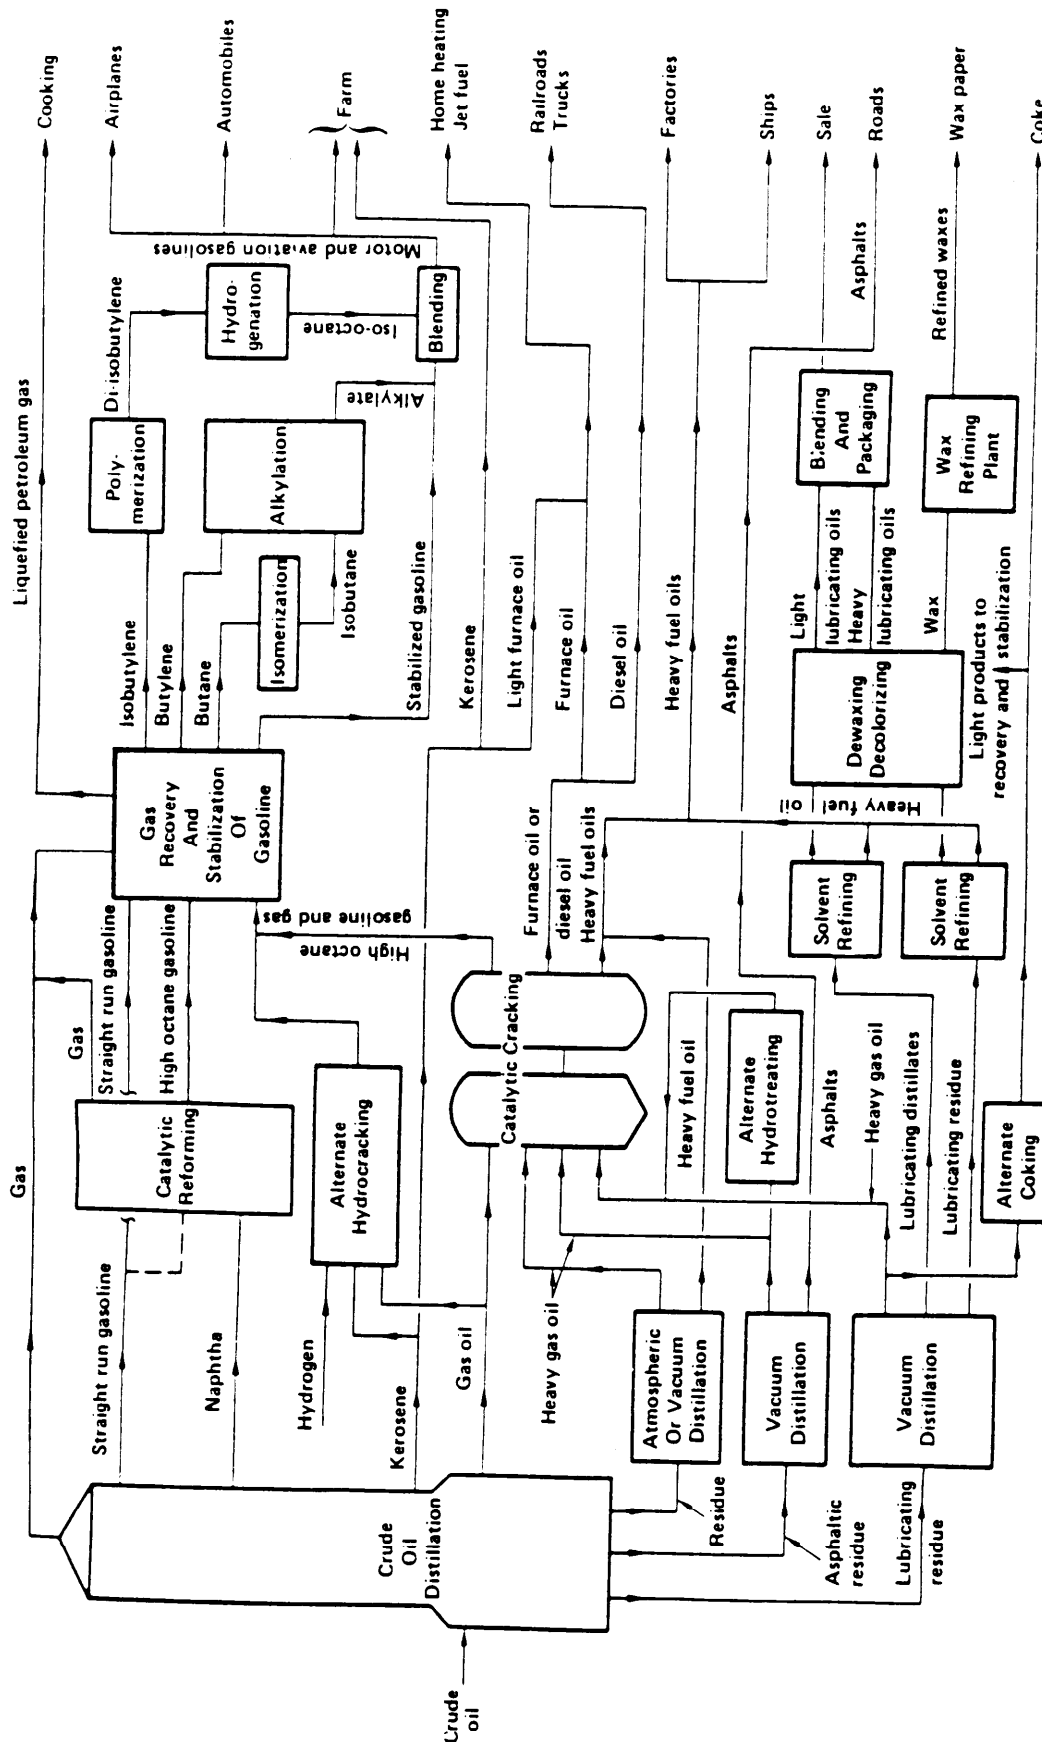 Crude
oil
Crude
Oil
Distillation
Gas
Straight run gasoline
Naphtha
Hydrogen
Kerosene
Gas oil
Heavy gas oil
Residue
Asphaltic
residue
Lubricating
residue
Catalytic
Reforming
Alternate
Hydrocracking
Atmospheric
Or Vacuum
Distillation
Vacuum
Distillation
Vacuum
Distillation
Gas
Straight run gasoline
High octane gasoline
High octane
gasoline and gas
Catalytic Cracking
Heavy fuel oil
Alternate
Hydrotreating
Asphalts
Heavy gas oil
Lubricating distillates
Lubricating residue
Alternate
Coking
Gas
Recovery
And
Stabilization
Of
Gasoline
Furnace oil or
diesel oil
Heavy fuel oils
Solvent
Refining
Solvent
Refining
Heavy fuel
oil
Liquefied petroleum gas
Isobutylene
Butylene
Butane
Isomerization
Isobutane
Stabilized gasoline
Kerosene
Light furnace oil
Furnace oil
Diesel oil
Heavy fuel oils
Asphalts
Dewaxing
Decolorizing
Light products to
recovery and stabilization
Poly-
merization
Alkylation
Di-isobutylene
Alkylate
Hydro-
genation
Iso-octane
Blending
Motor and aviation gasolines
Light
lubricating oils
Heavy
lubricating oils
Wax
Blending
And
Packaging
Wax
Refining
Plant
Asphalts
Refined waxes
Cooking
Airplanes
Automobiles
Farm
Home heating
Jet fuel
Railroads
Trucks
Factories
Ships
Sale
Roads
Wax paper
Coke